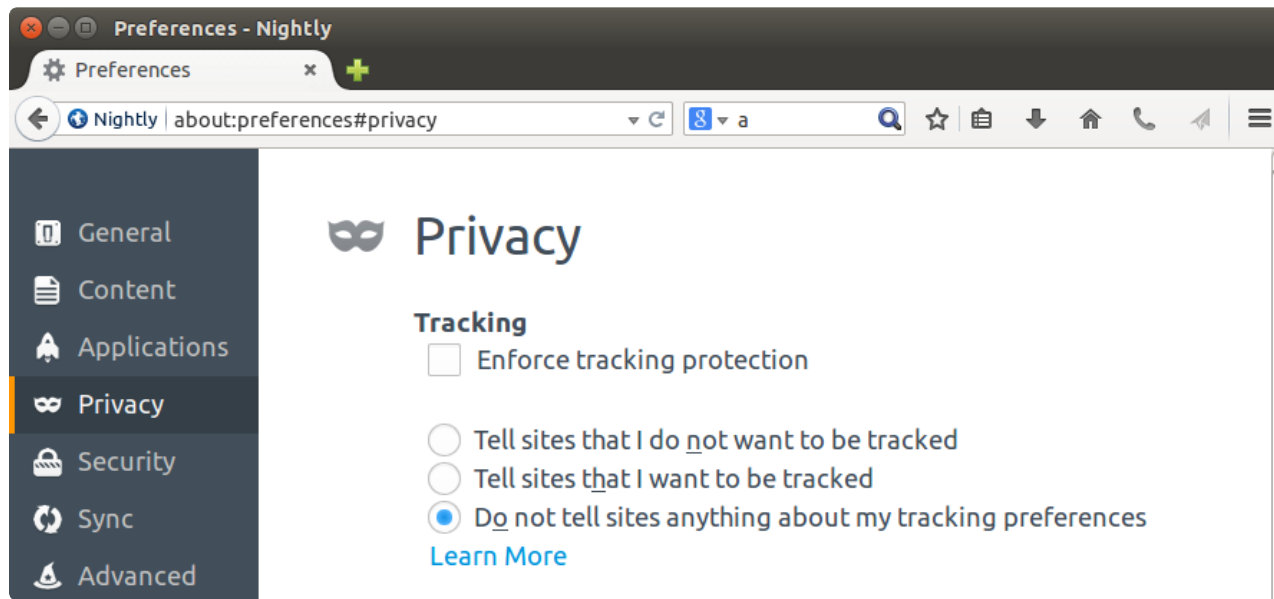 Preferences - Nightly
Preferences
Nightly about:preferences#privacy 8 a
General
Content
Applications
Privacy
Security
Sync
Advanced
Privacy
Tracking
Enforce tracking protection
Tell sites that I do not want to be tracked
Tell sites that I want to be tracked
Do not tell sites anything about my tracking preferences
Learn More